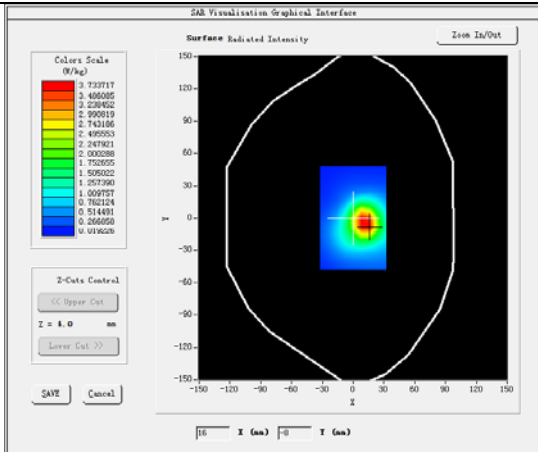 SAR Visualisation Graphical Interface
Surface Radiated Intensity
Zoom In/Out
Colors Scale
(W/kg)
3.733717
3.486085
3.238452
2.990819
2.743186
2.495553
2.247921
2.000288
1.752655
1.505022
1.257390
1.009757
0.762124
0.514491
0.266858
0.019226
Z-Cuts Control
<< Upper Cut
Z = 4.0 mm
Lower Cut >>
SAVE
Cancel
150
120
90
60
30
0
-30
-60
-90
-120
-150
Y
-150 -120 -90 -60 -30 0 30 60 90 120 150
X
16 X (mm) -8 Y (mm)